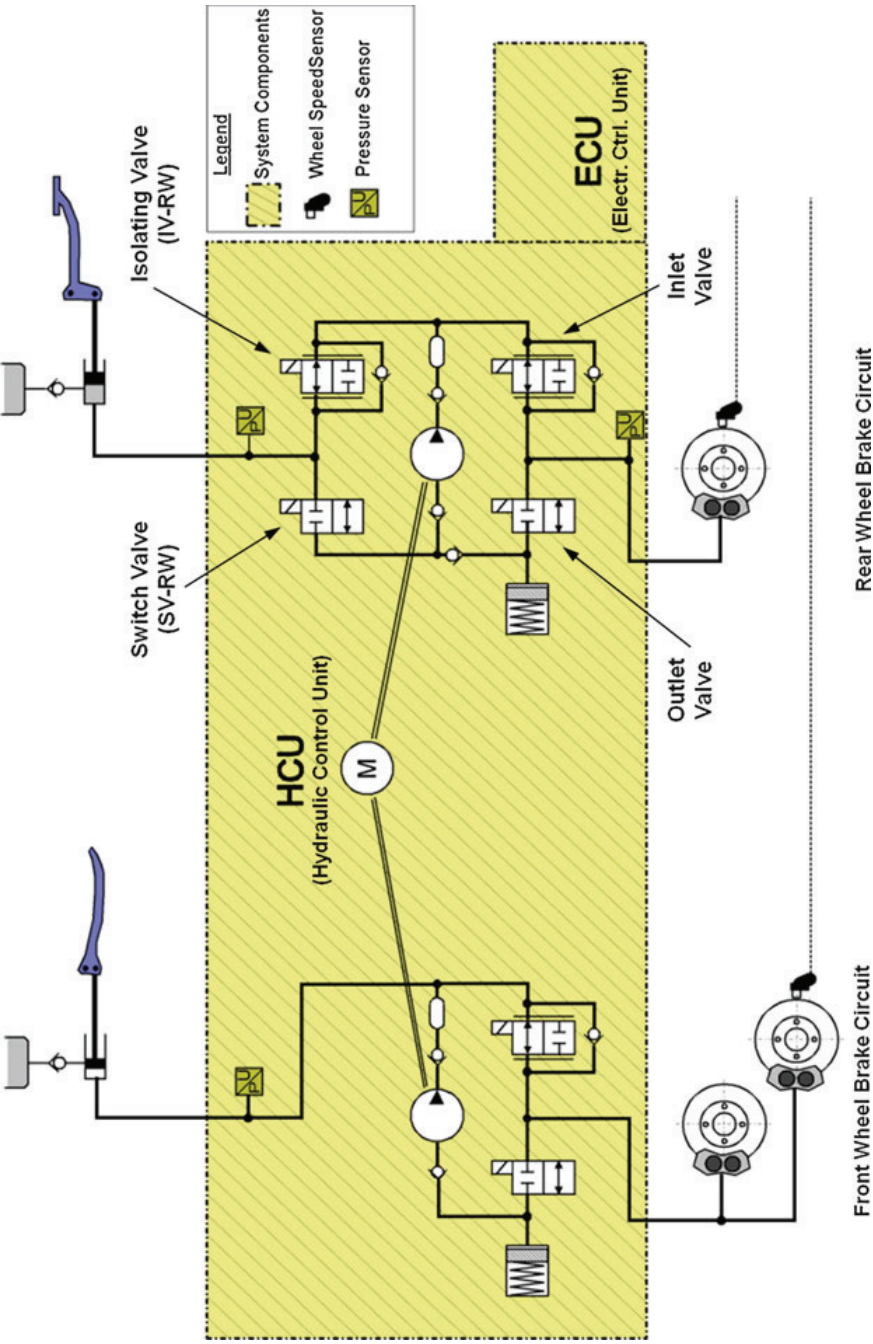 Legend
System Components
Wheel SpeedSensor
P U
Pressure Sensor
Isolating Valve
(IV-RW)
Switch Valve
(SV-RW)
P U
P U
HCU
(Hydraulic Control Unit)
M
ECU
(Electr. Ctrl. Unit)
Inlet
Valve
Outlet
Valve
P U
Front Wheel Brake Circuit
Rear Wheel Brake Circuit